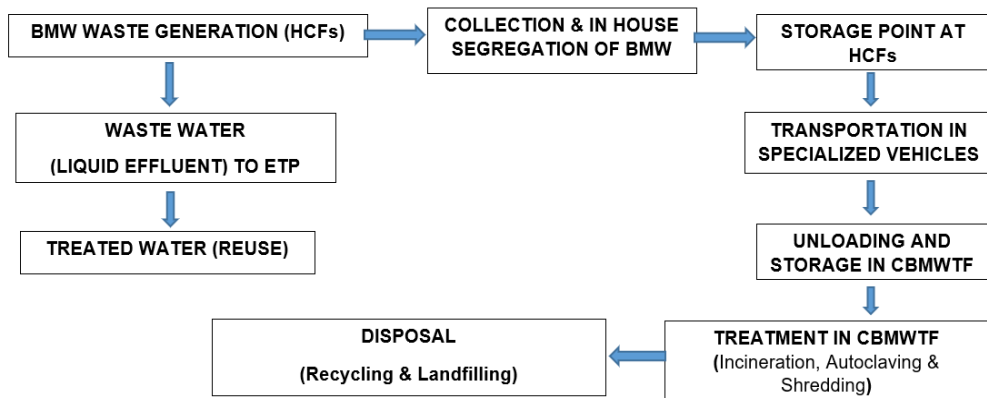 BMW WASTE GENERATION (HCFs)
COLLECTION & IN HOUSE
SEGREGATION OF BMW
STORAGE POINT AT
HCFs
WASTE WATER
(LIQUID EFFLUENT) TO ETP
TRANSPORTATION IN
SPECIALIZED VEHICLES
TREATED WATER (REUSE)
UNLOADING AND
STORAGE IN CBMWTF
DISPOSAL
(Recycling & Landfilling)
TREATMENT IN CBMWTF
(Incineration, Autoclaving &
Shredding)